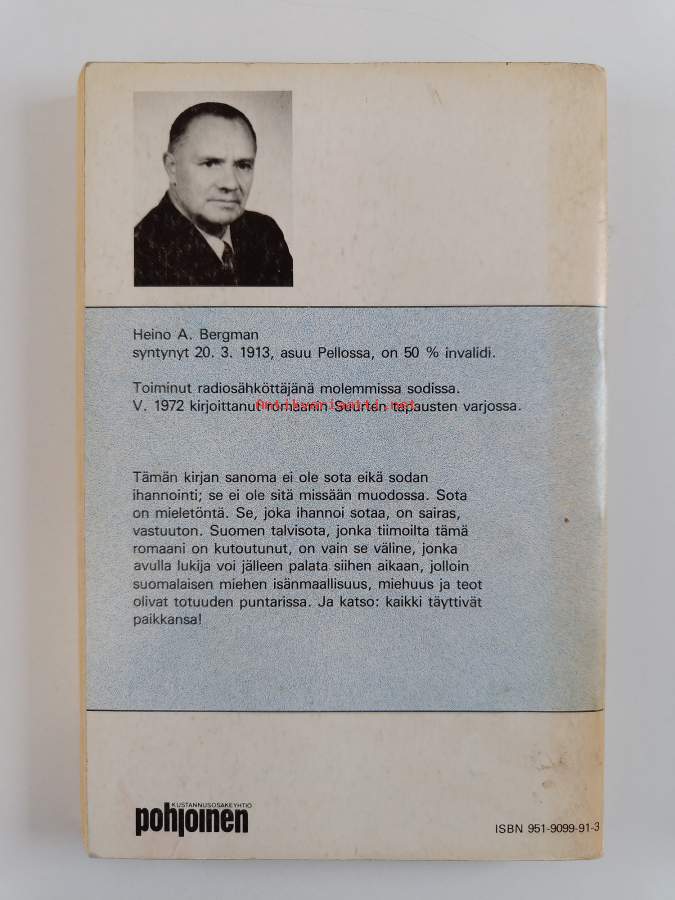 Heino A. Bergman
syntynyt 20. 3. 1913, asuu Pellossa, on 50 % invalidi.
Toiminut radiosähköttäjänä molemmissa sodissa.
V. 1972 kirjoittanut romaanin Suurten tapausten varjossa.
antikvariaatti.net
Tämän kirjan sanoma ei ole sota eikä sodan
ihannointi; se ei ole sitä missään muodossa. Sota
on mieletöntä. Se, joka ihannoi sotaa, on sairas,
vastuuton. Suomen talvisota, jonka tiimoilta tämä
romaani on kutoutunut, on vain se väline, jonka
avulla lukija voi jälleen palata siihen aikaan, jolloin
suomalaisen miehen isänmaallisuus, miehuus ja teot
olivat totuuden puntarissa. Ja katso: kaikki täyttivät
paikkansa!
KUSTANNUSOSAKEYHTIÖ
pohjoinen
ISBN 951-9099-91-3